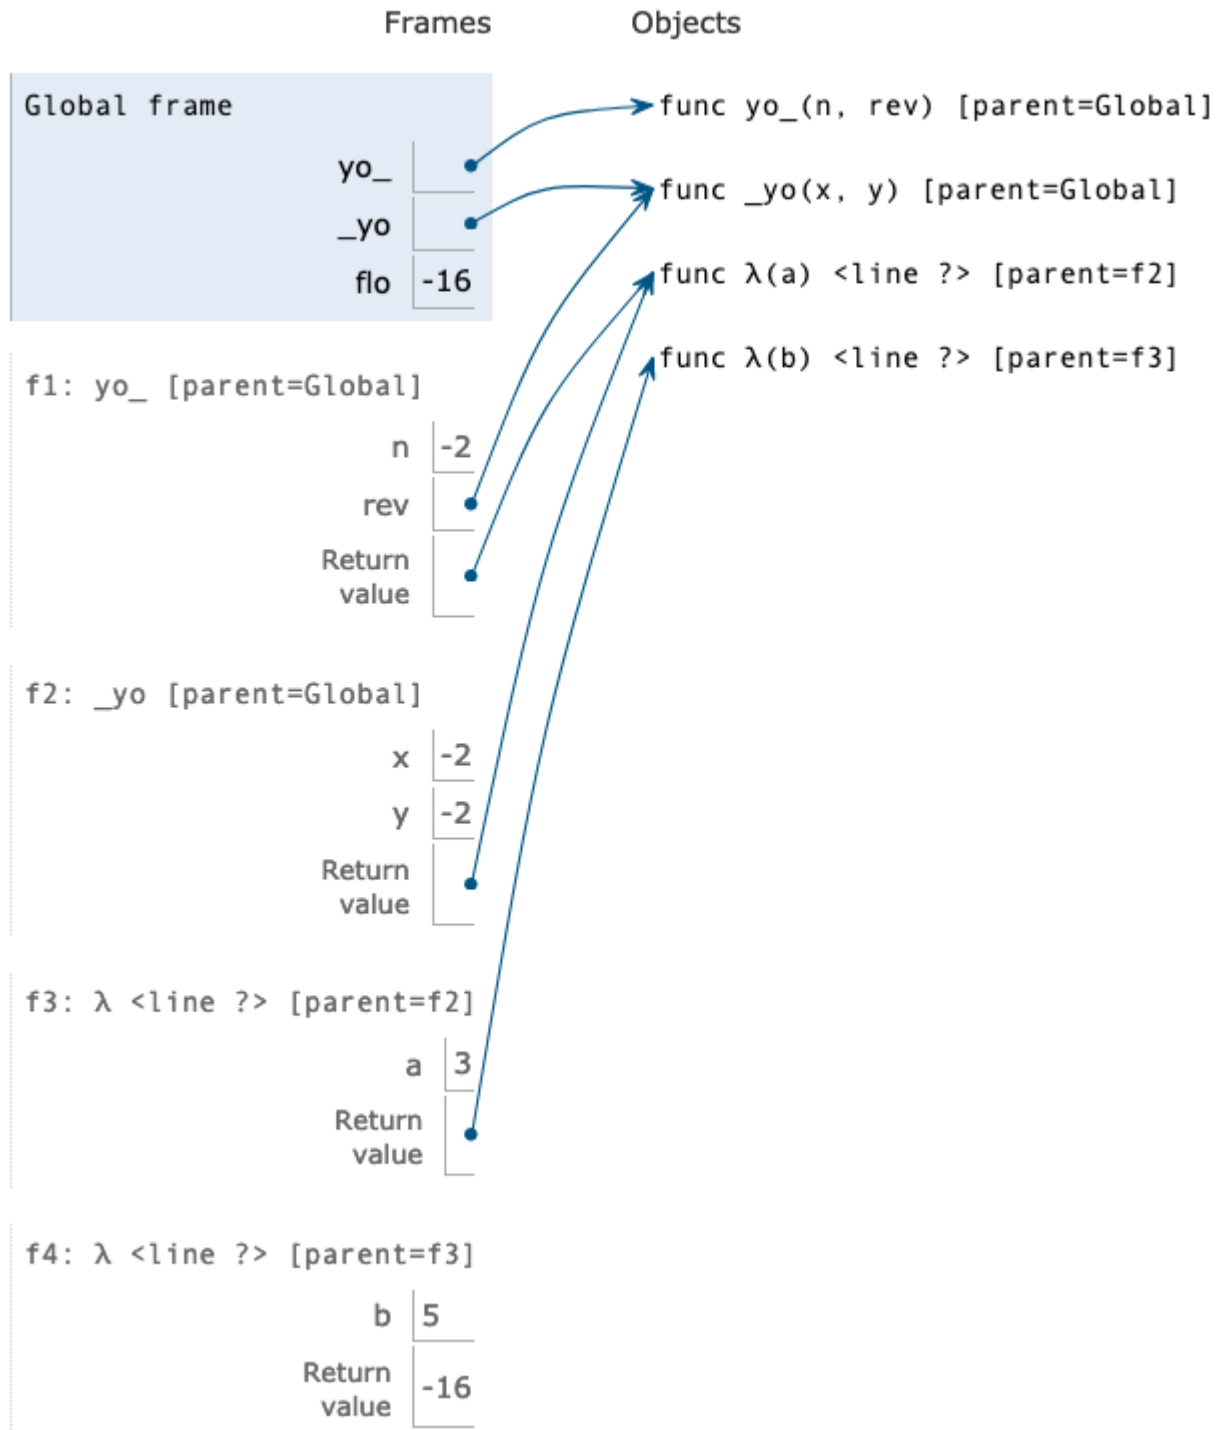 Frames Objects
Global frame
func yo_(n, rev) [parent=Global]
yo_
func _yo(x, y) [parent=Global]
_yo
flo -16
func λ(a) <line ?> [parent=f2]
func λ(b) <line ?> [parent=f3]
f1: yo_ [parent=Global]
n -2
rev
Return
value
f2: _yo [parent=Global]
x -2
y -2
Return
value
f3: λ <line ?> [parent=f2]
a 3
Return
value
f4: λ <line ?> [parent=f3]
b 5
Return
value -16